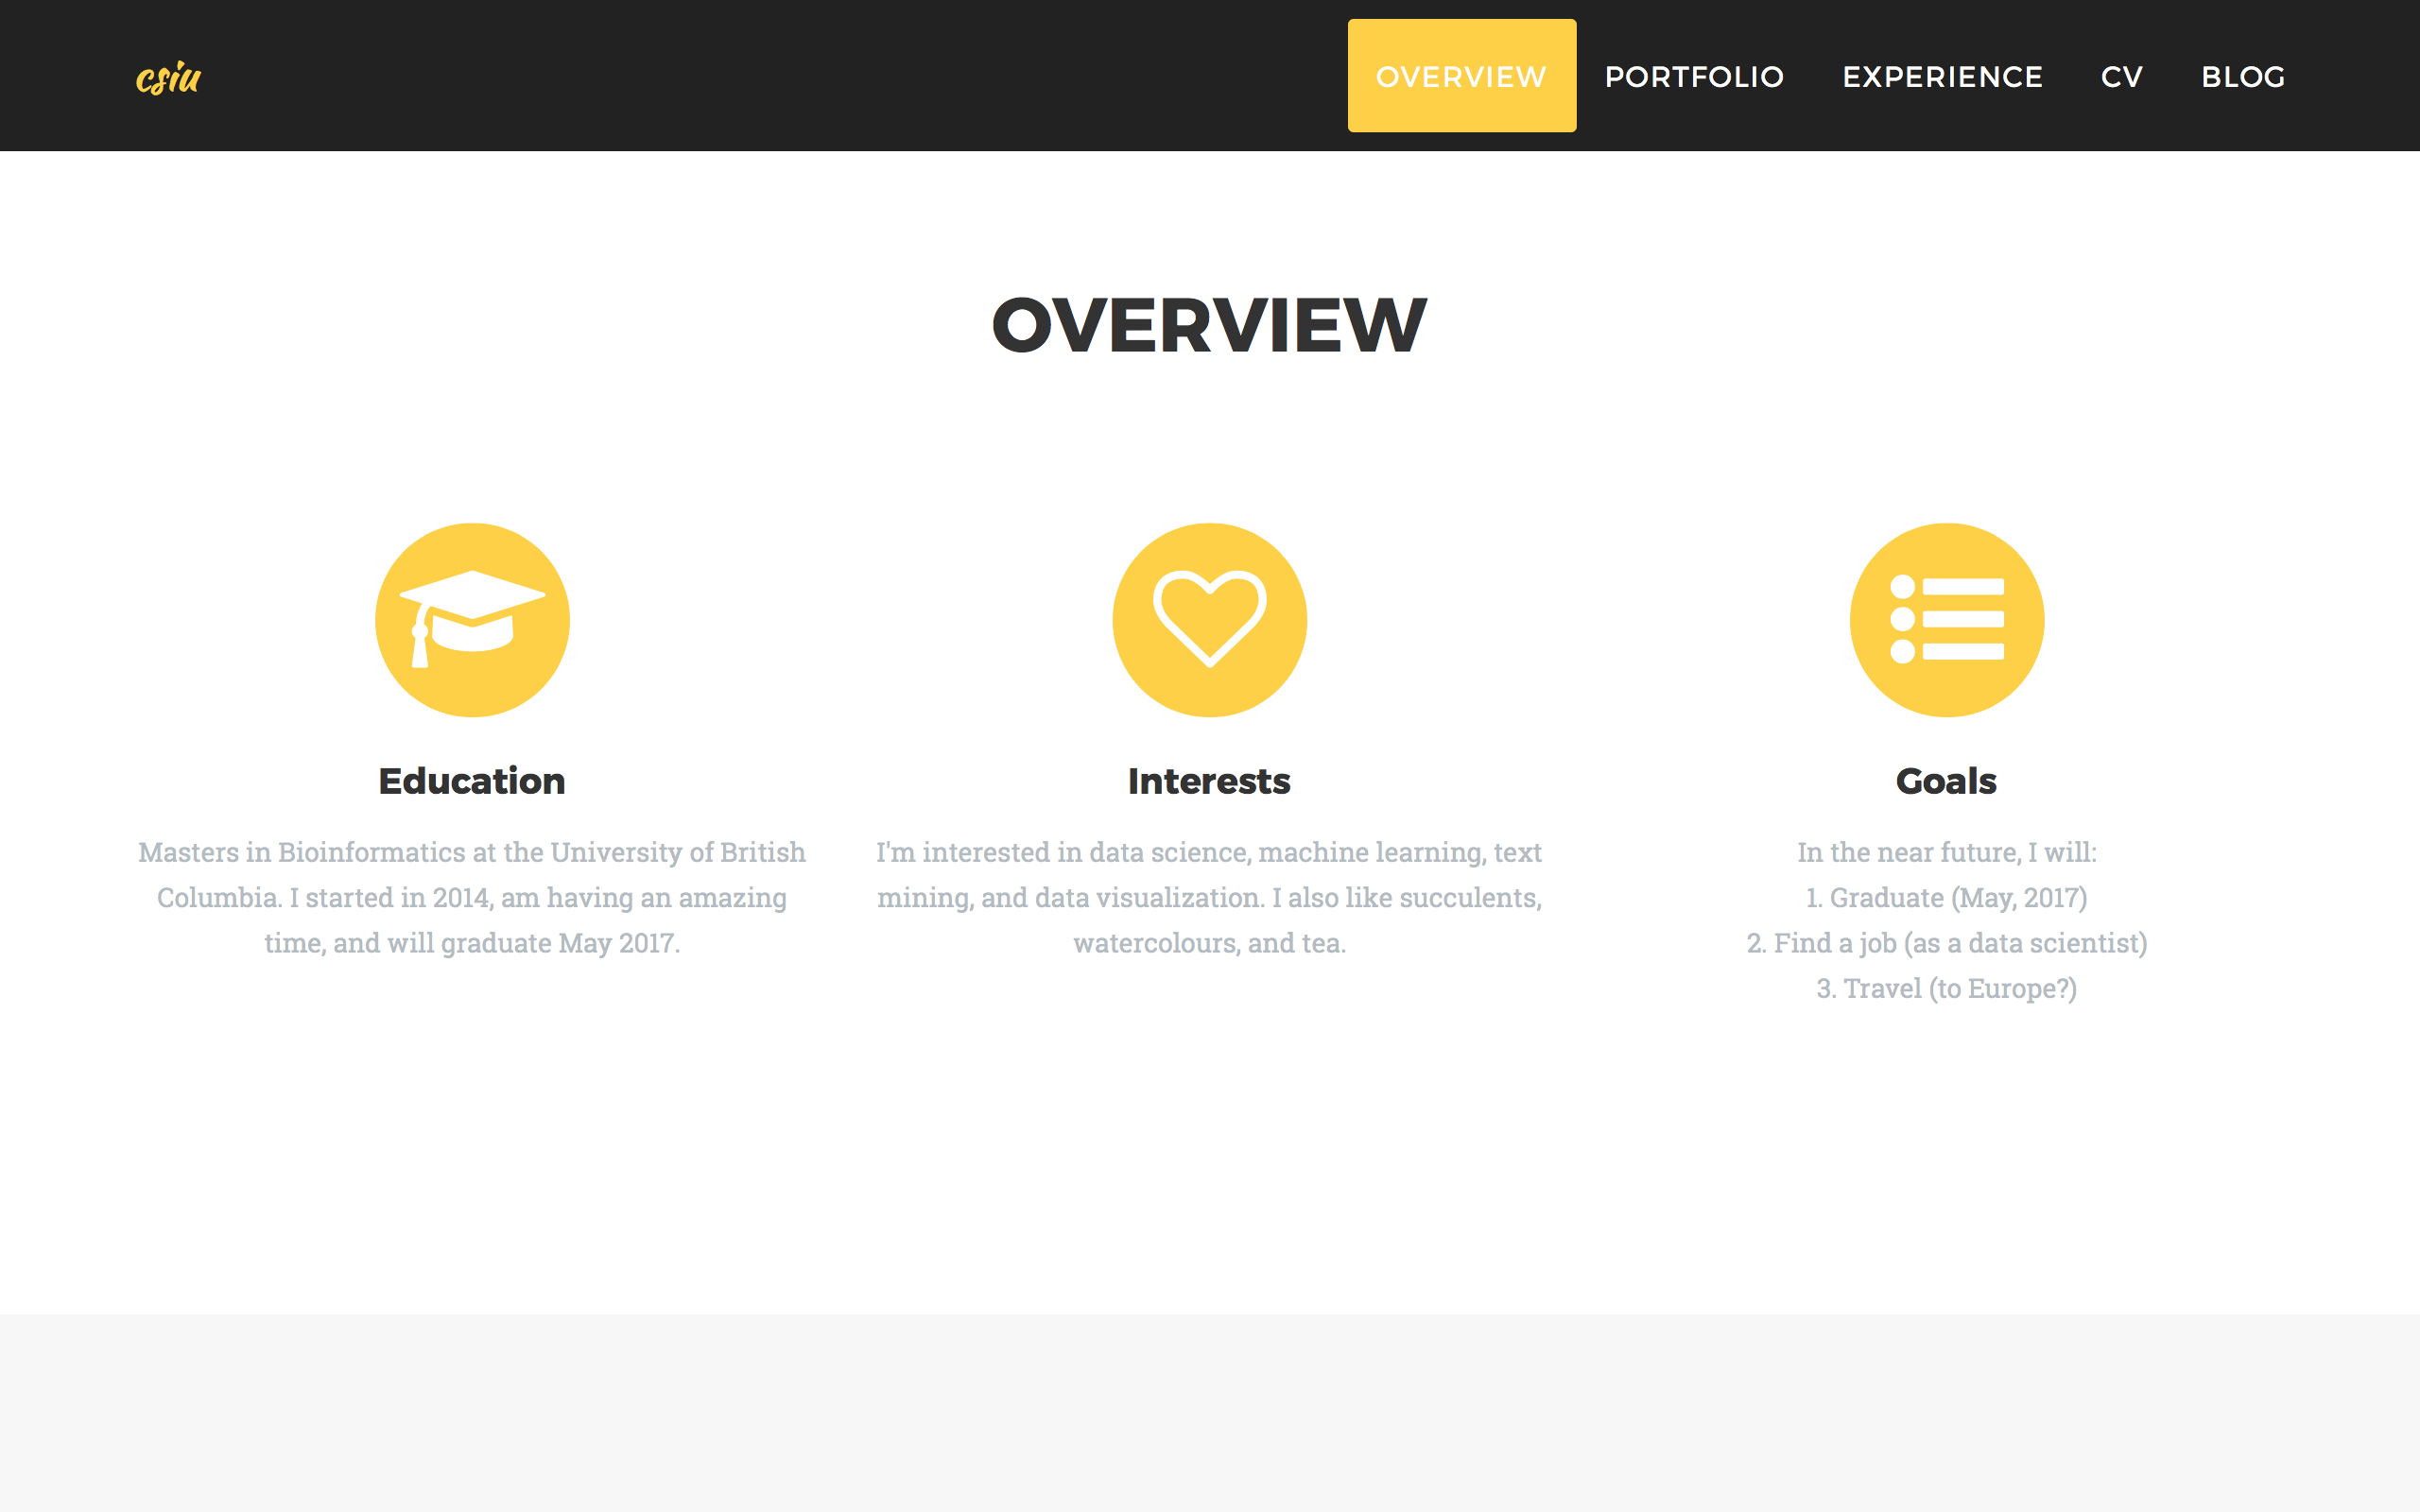 csiu
OVERVIEW PORTFOLIO EXPERIENCE CV BLOG
OVERVIEW
Education
Masters in Bioinformatics at the University of British
Columbia. I started in 2014, am having an amazing
time, and will graduate May 2017.
Interests
I'm interested in data science, machine learning, text
mining, and data visualization. I also like succulents,
watercolours, and tea.
Goals
In the near future, I will:
1. Graduate (May, 2017)
2. Find a job (as a data scientist)
3. Travel (to Europe?)